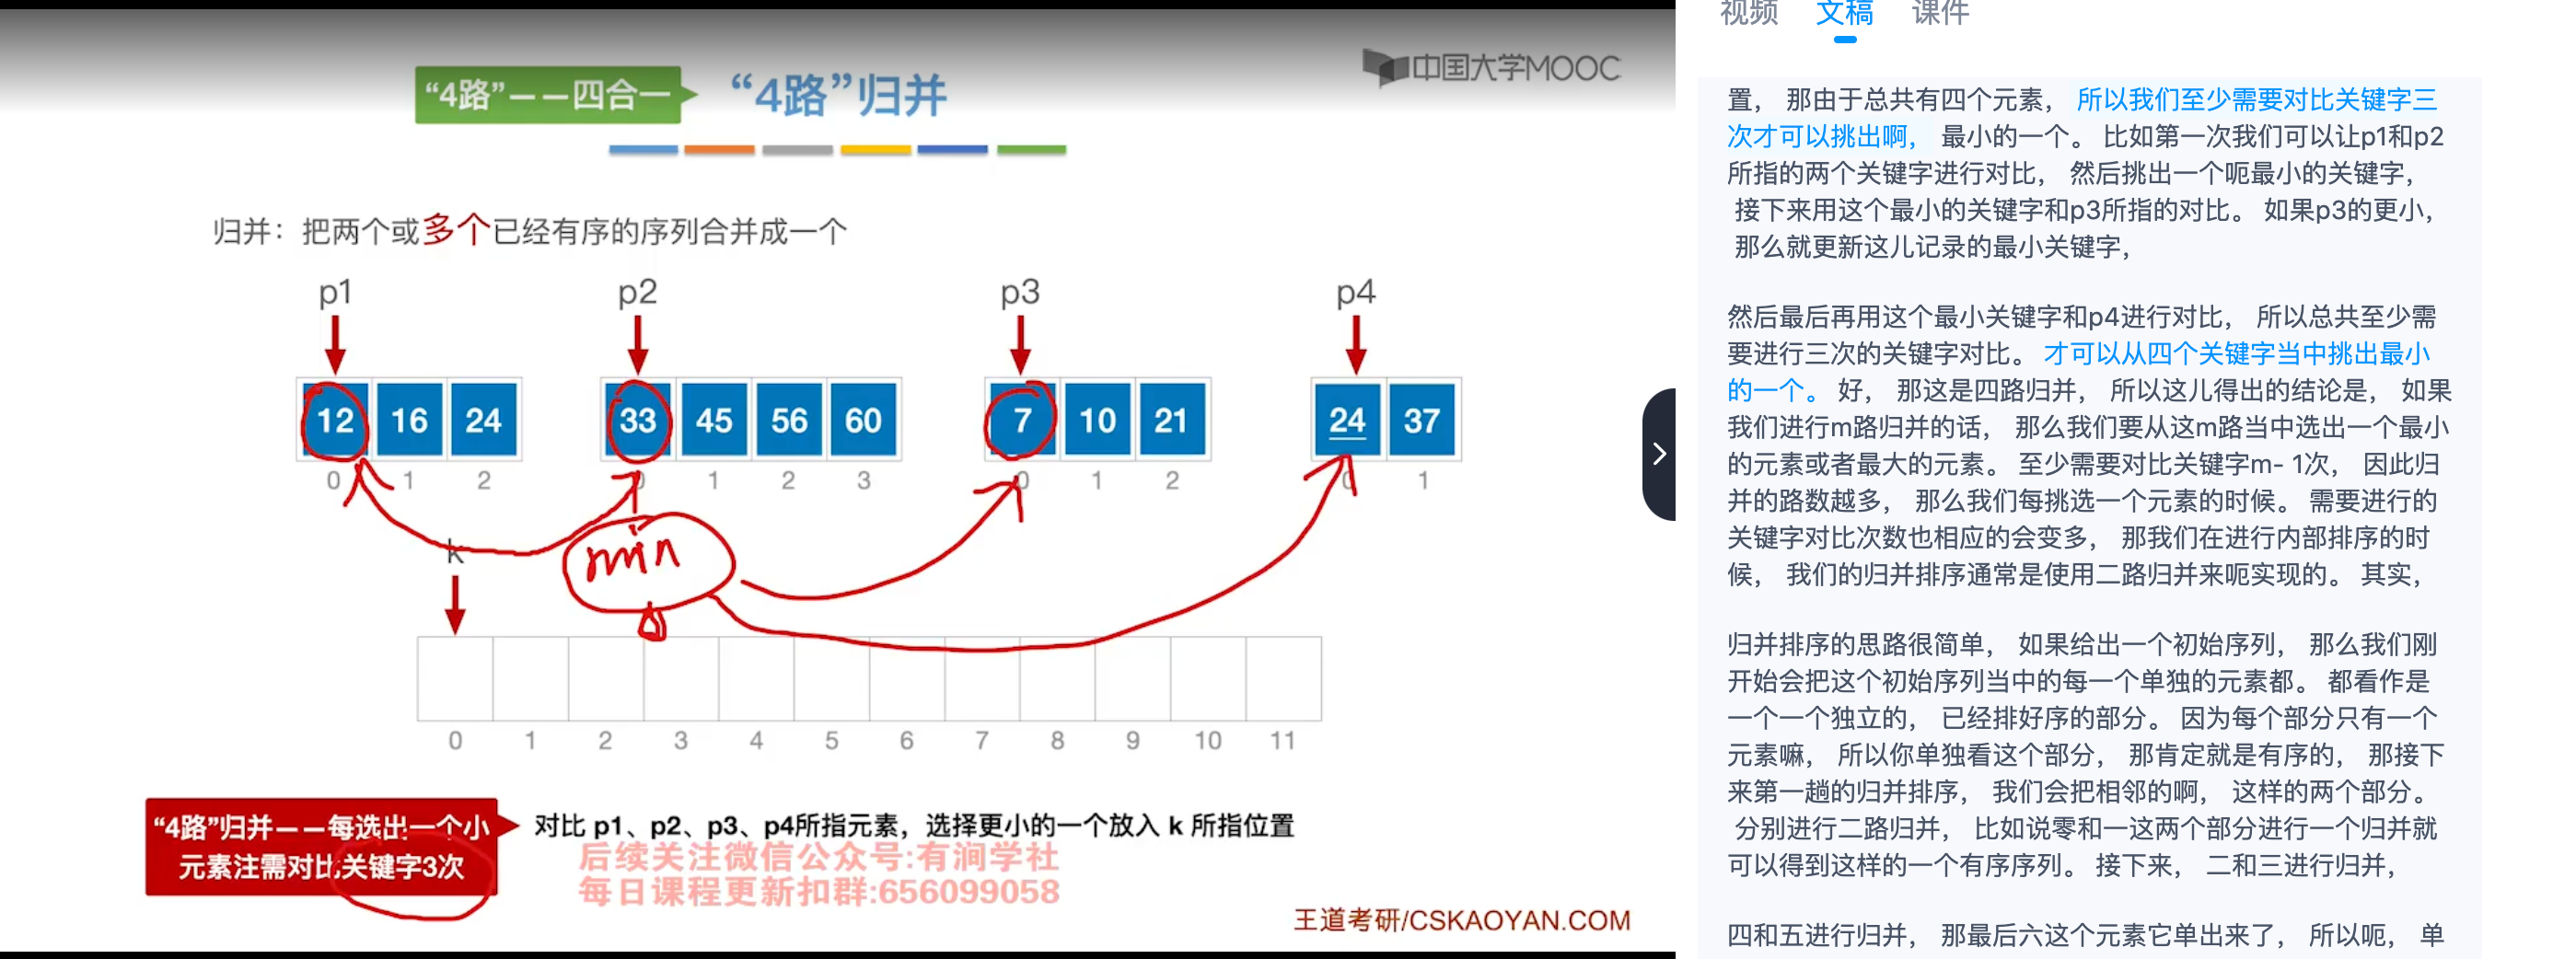 中国大学MOOC
“4路”——四合一
“4路”归并
归并：把两个或多个已经有序的序列合并成一个
p1 p2 p3 p4
12 16 24 33 45 56 60 7 10 21 24 37
0 1 2 0 1 2 3 0 1 2 0 1
k
min
0 1 2 3 4 5 6 7 8 9 10 11
“4路”归并——每选出一个小
元素注需对比关键字3次
对比 p1、p2、p3、p4所指元素，选择更小的一个放入 k 所指位置
后续关注微信公众号:有涧学社
每日课程更新扣群:656099058
王道考研/CSKAOYAN.COM
视频 文稿 课件
置， 那由于总共有四个元素， 所以我们至少需要对比关键字三
次才可以挑出啊， 最小的一个。 比如第一次我们可以让p1和p2
所指的两个关键字进行对比， 然后挑出一个呃最小的关键字，
接下来用这个最小的关键字和p3所指的对比。 如果p3的更小，
那么就更新这儿记录的最小关键字，
然后最后再用这个最小关键字和p4进行对比， 所以总共至少需
要进行三次的关键字对比。 才可以从四个关键字当中挑出最小
的一个。 好， 那这是四路归并， 所以这儿得出的结论是， 如果
我们进行m路归并的话， 那么我们要从这m路当中选出一个最小
的元素或者最大的元素。 至少需要对比关键字m- 1次， 因此归
并的路数越多， 那么我们每挑选一个元素的时候。 需要进行的
关键字对比次数也相应的会变多， 那我们在进行内部排序的时
候， 我们的归并排序通常是使用二路归并来呃实现的。 其实，
归并排序的思路很简单， 如果给出一个初始序列， 那么我们刚
开始会把这个初始序列当中的每一个单独的元素都。 都看作是
一个一个独立的， 已经排好序的部分。 因为每个部分只有一个
元素嘛， 所以你单独看这个部分， 那肯定就是有序的， 那接下
来第一趟的归并排序， 我们会把相邻的啊， 这样的两个部分。
分别进行二路归并， 比如说零和一这两个部分进行一个归并就
可以得到这样的一个有序序列。 接下来， 二和三进行归并，
四和五进行归并， 那最后六这个元素它单出来了， 所以呃， 单